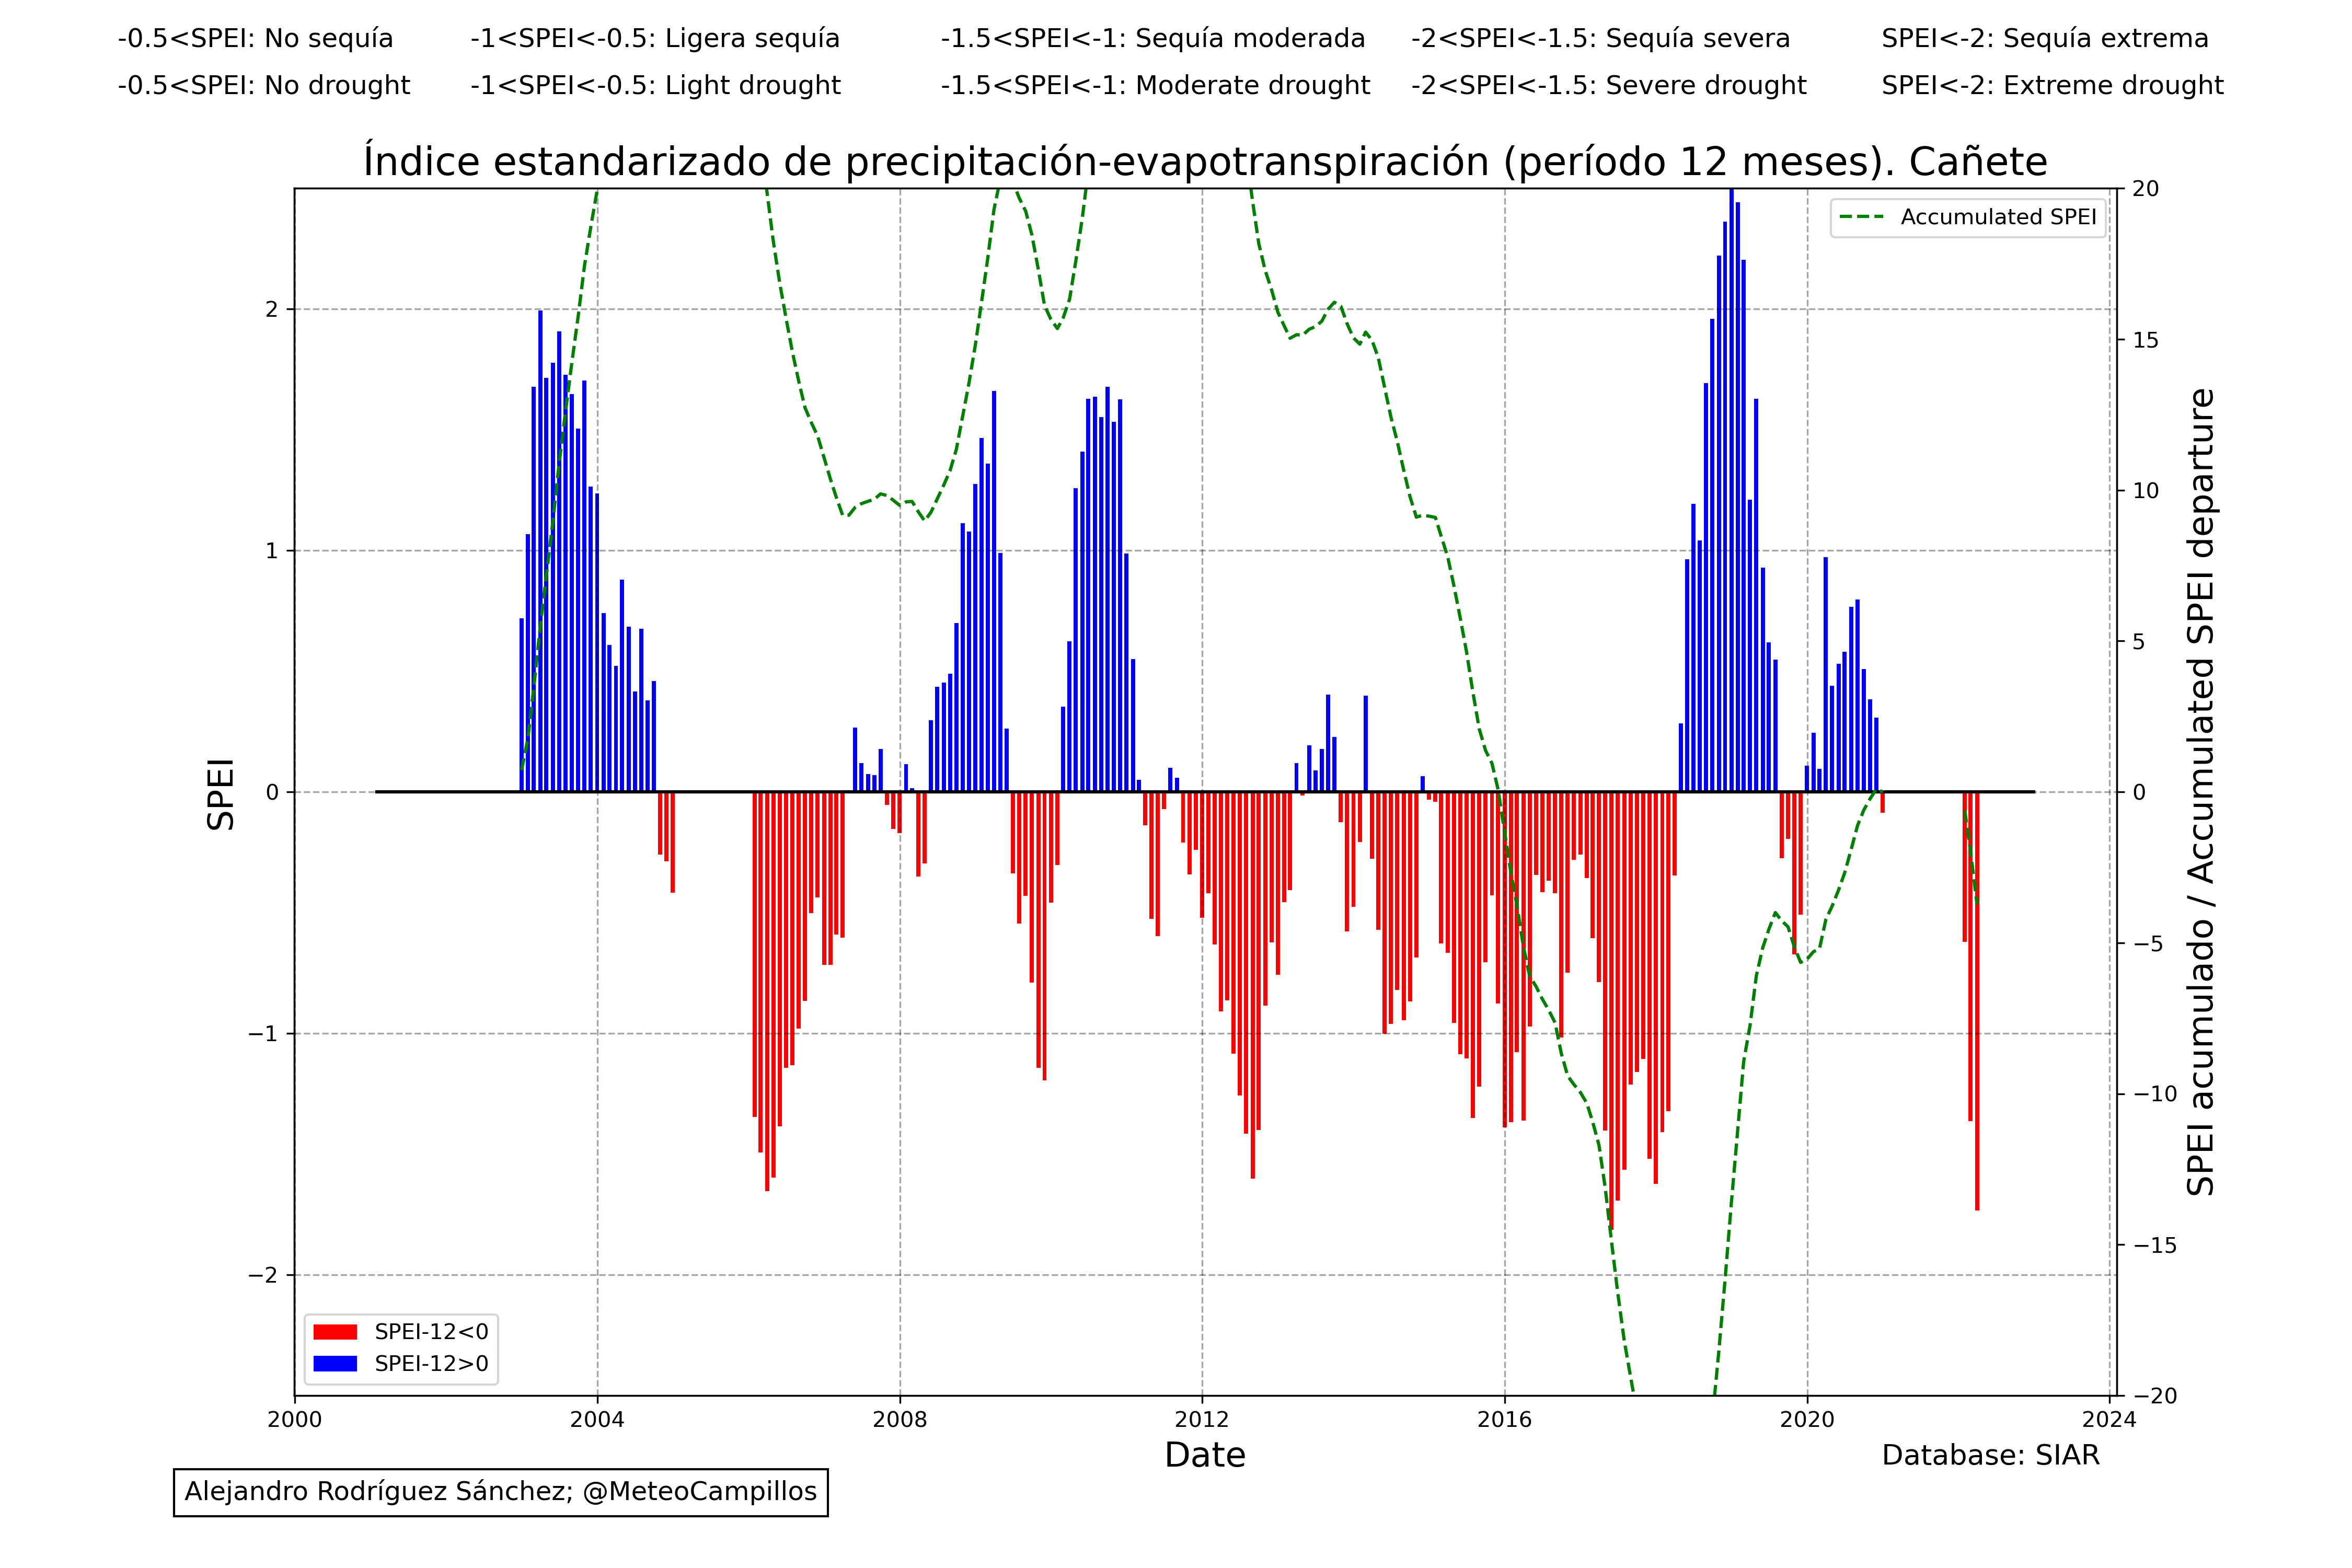 -0.5<SPEI: No sequía -1<SPEI<-0.5: Ligera sequía -1.5<SPEI<-1: Sequía moderada -2<SPEI<-1.5: Sequía severa SPEI<-2: Sequía extrema
-0.5<SPEI: No drought -1<SPEI<-0.5: Light drought -1.5<SPEI<-1: Moderate drought -2<SPEI<-1.5: Severe drought SPEI<-2: Extreme drought
Índice estandarizado de precipitación-evapotranspiración (período 12 meses). Cañete
Accumulated SPEI
SPEI
2
1
0
−1
−2
20
15
10
5
0
−5
−10
−15
−20
SPEI acumulado / Accumulated SPEI departure
SPEI-12<0
SPEI-12>0
2000 2004 2008 2012 2016 2020 2024
Date
Database: SIAR
Alejandro Rodríguez Sánchez; @MeteoCampillos